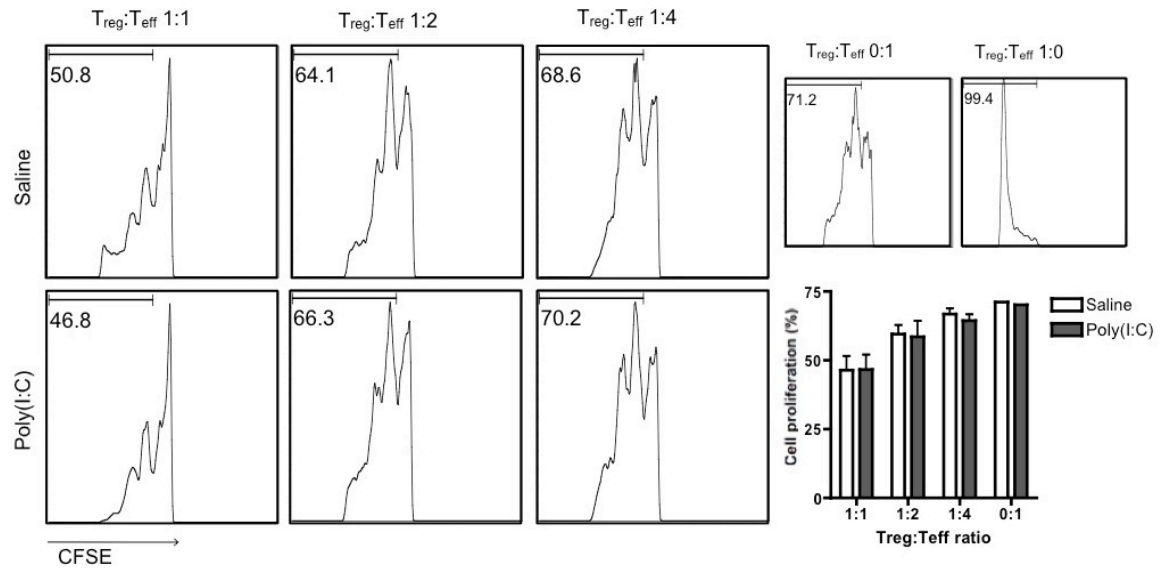 Treg:Teff 1:1
Treg:Teff 1:2
Treg:Teff 1:4
Treg:Teff 0:1
Treg:Teff 1:0
Saline
50.8
64.1
68.6
71.2
99.4
Poly(I:C)
46.8
66.3
70.2
CFSE
Cell proliferation (%)
75
50
25
0
1:1 1:2 1:4 0:1
Treg:Teff ratio
Saline
Poly(I:C)